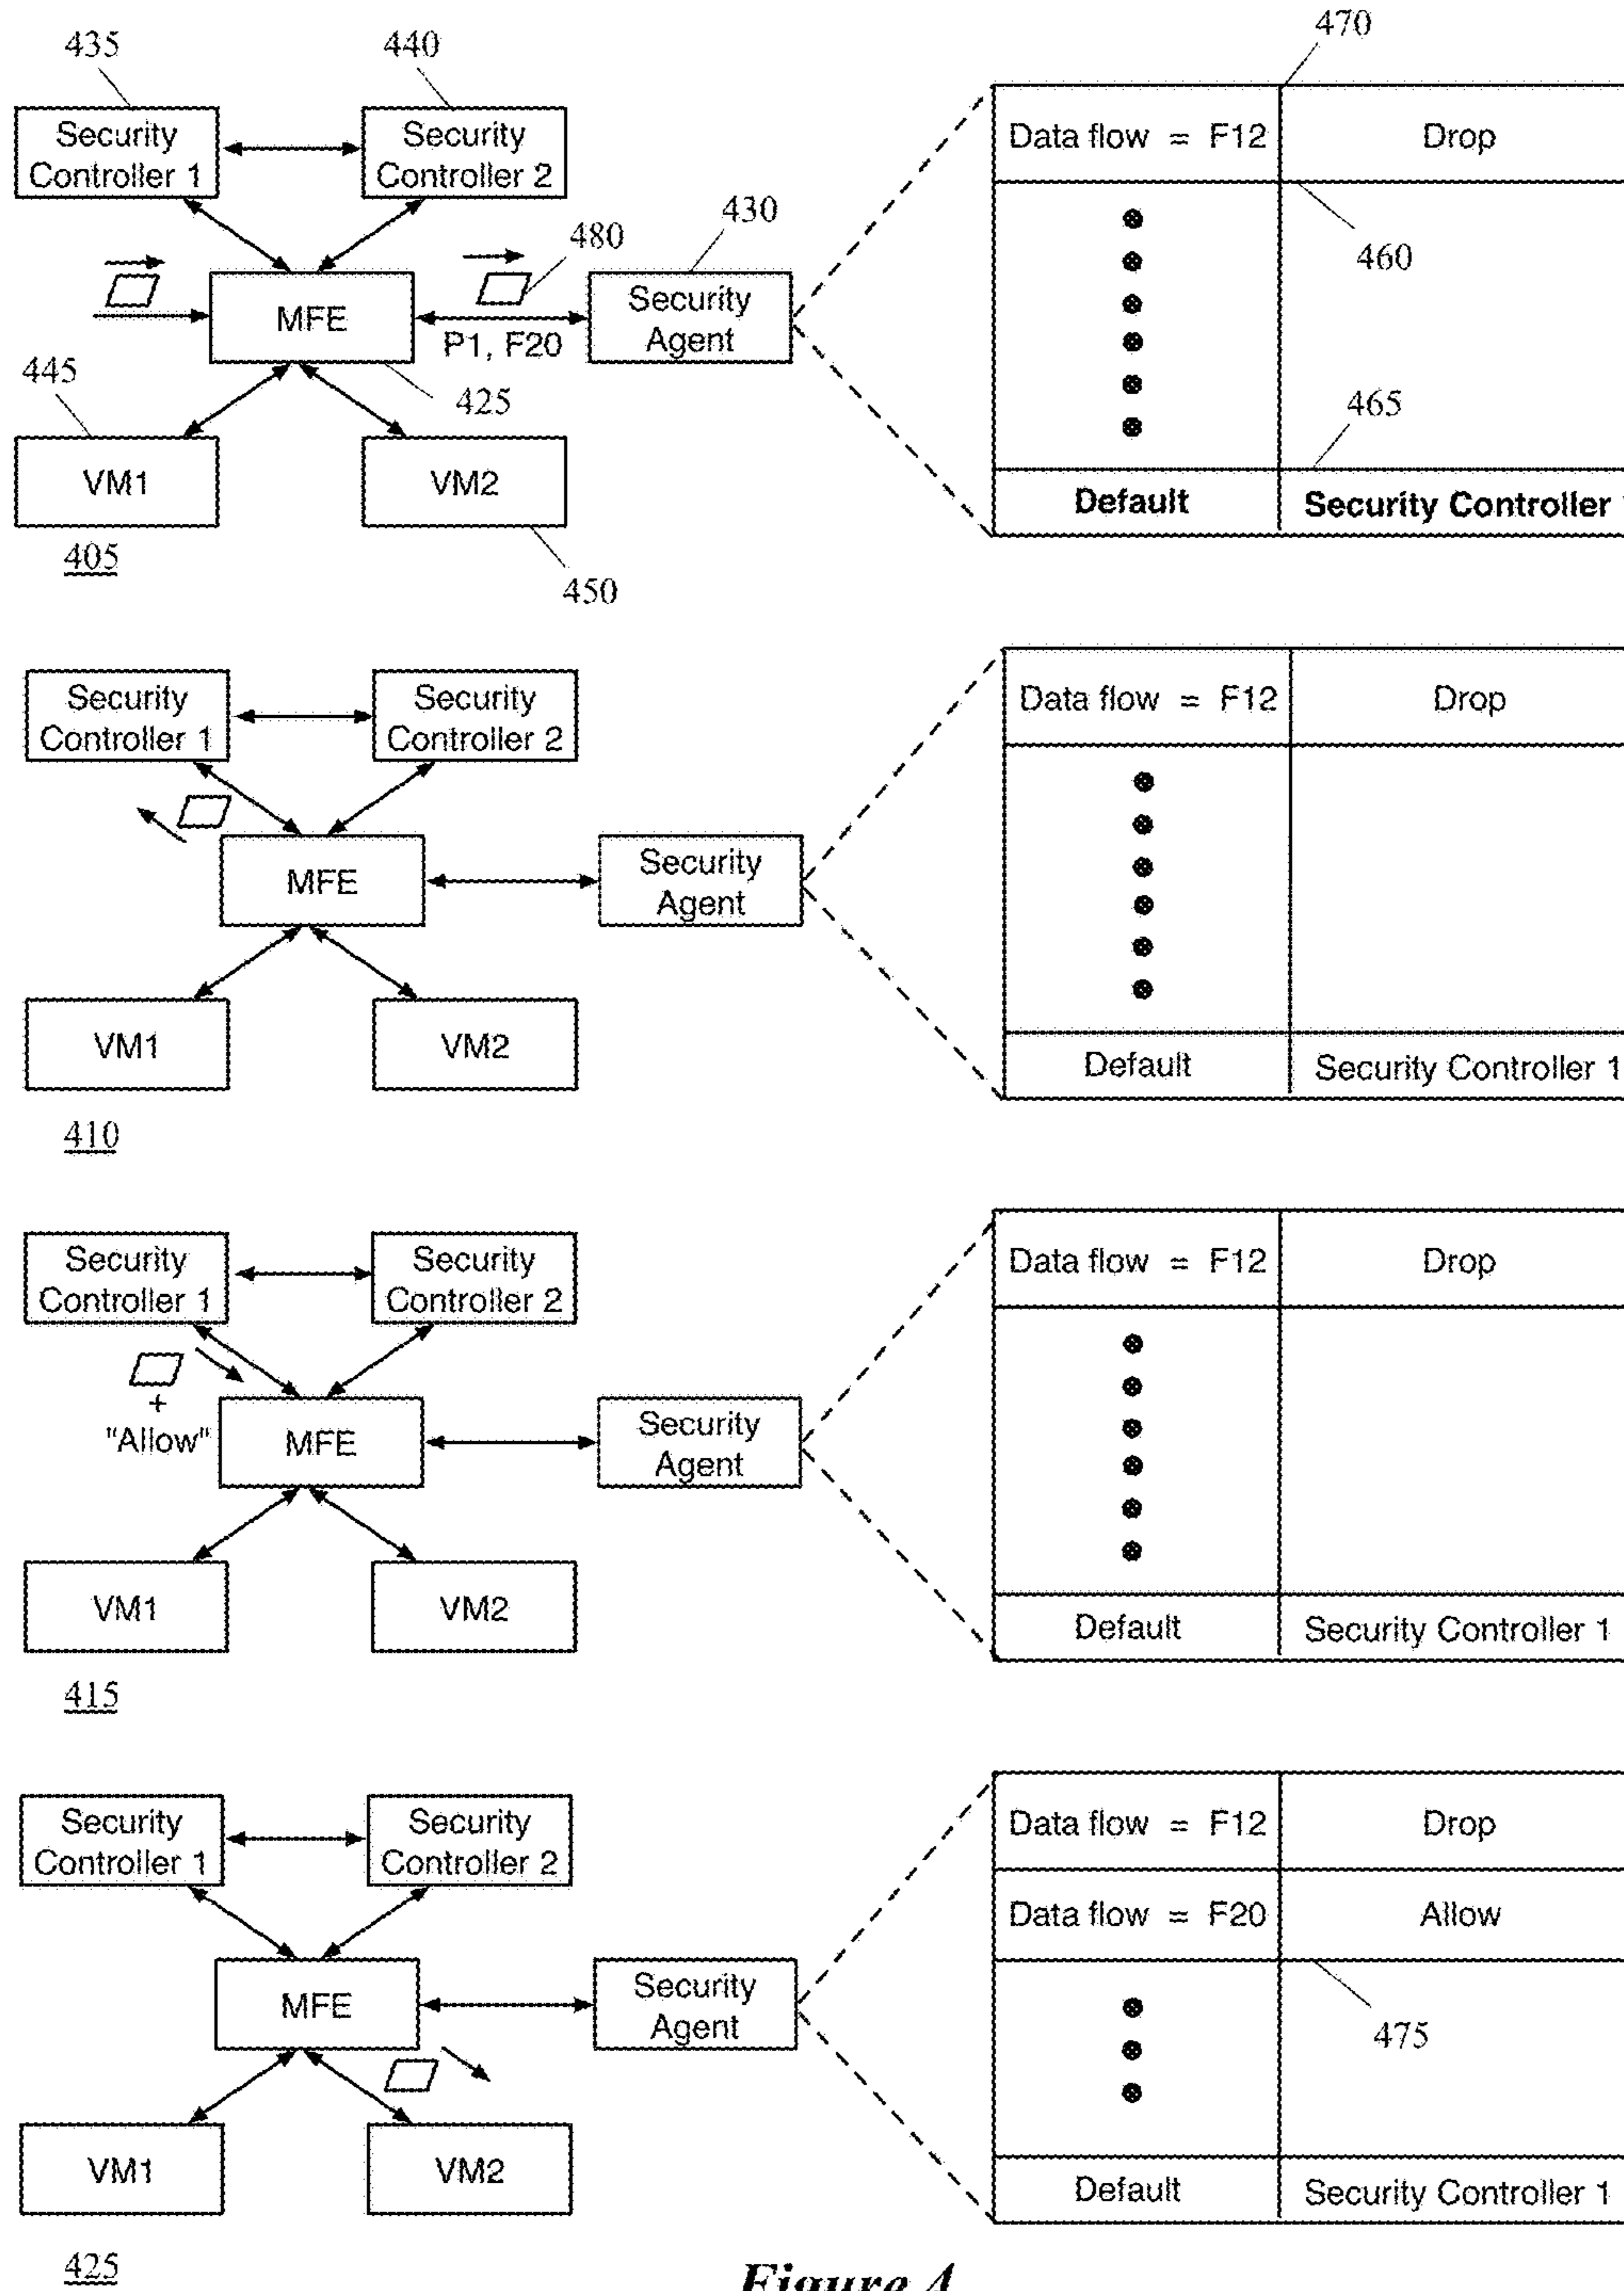 435
440
470
Security
Controller 1
Security
Controller 2
Data flow = F12
Drop
480
430
460
MFE
P1, F20
Security
Agent
445
425
465
VM1
VM2
Default
Security Controller
405
450
Security
Controller 1
Security
Controller 2
Data flow = F12
Drop
MFE
Security
Agent
VM1
VM2
Default
Security Controller 1
410
Security
Controller 1
Security
Controller 2
Data flow = F12
Drop
+
"Allow"
MFE
Security
Agent
VM1
VM2
Default
Security Controller 1
415
Security
Controller 1
Security
Controller 2
Data flow = F12
Drop
Data flow = F20
Allow
MFE
Security
Agent
475
VM1
VM2
Default
Security Controller 1
425
Figure 4